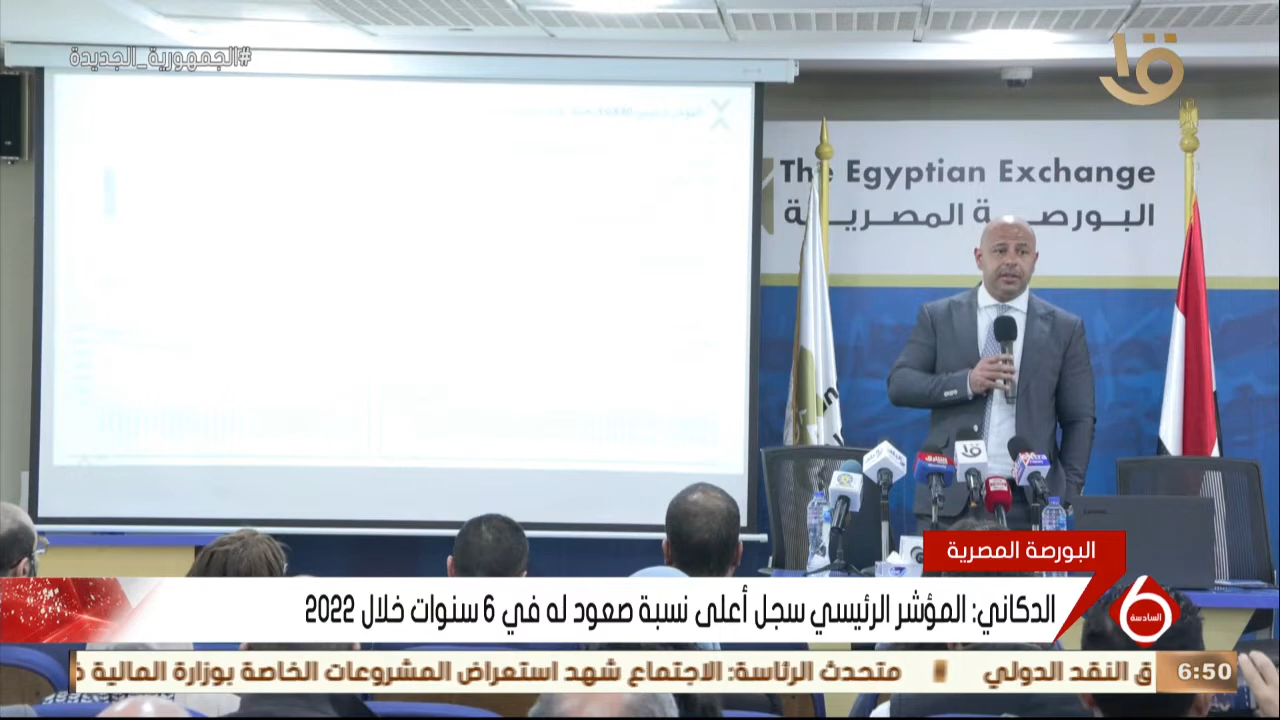 #الجمهورية_الجديدة
The Egyptian Exchange
البورصة المصرية
البورصة المصرية
الدكاني: المؤشر الرئيسي سجل أعلى نسبة صعود له في 6 سنوات خلال 2022
السادسة
ق النقد الدولي متحدث الرئاسة: الاجتماع شهد استعراض المشروعات الخاصة بوزارة المالية
6:50